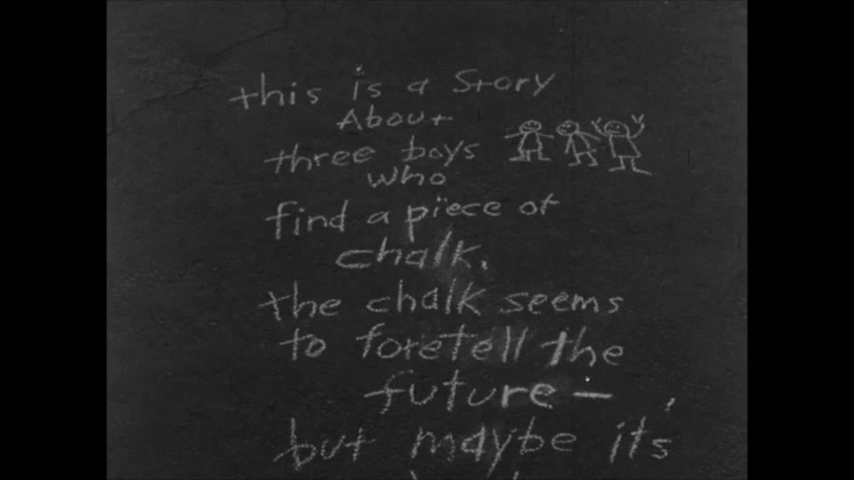 this is a Story
About
three boys
who
find a piece of
chalk.
the chalk seems
to foretell the
future –
but maybe it's